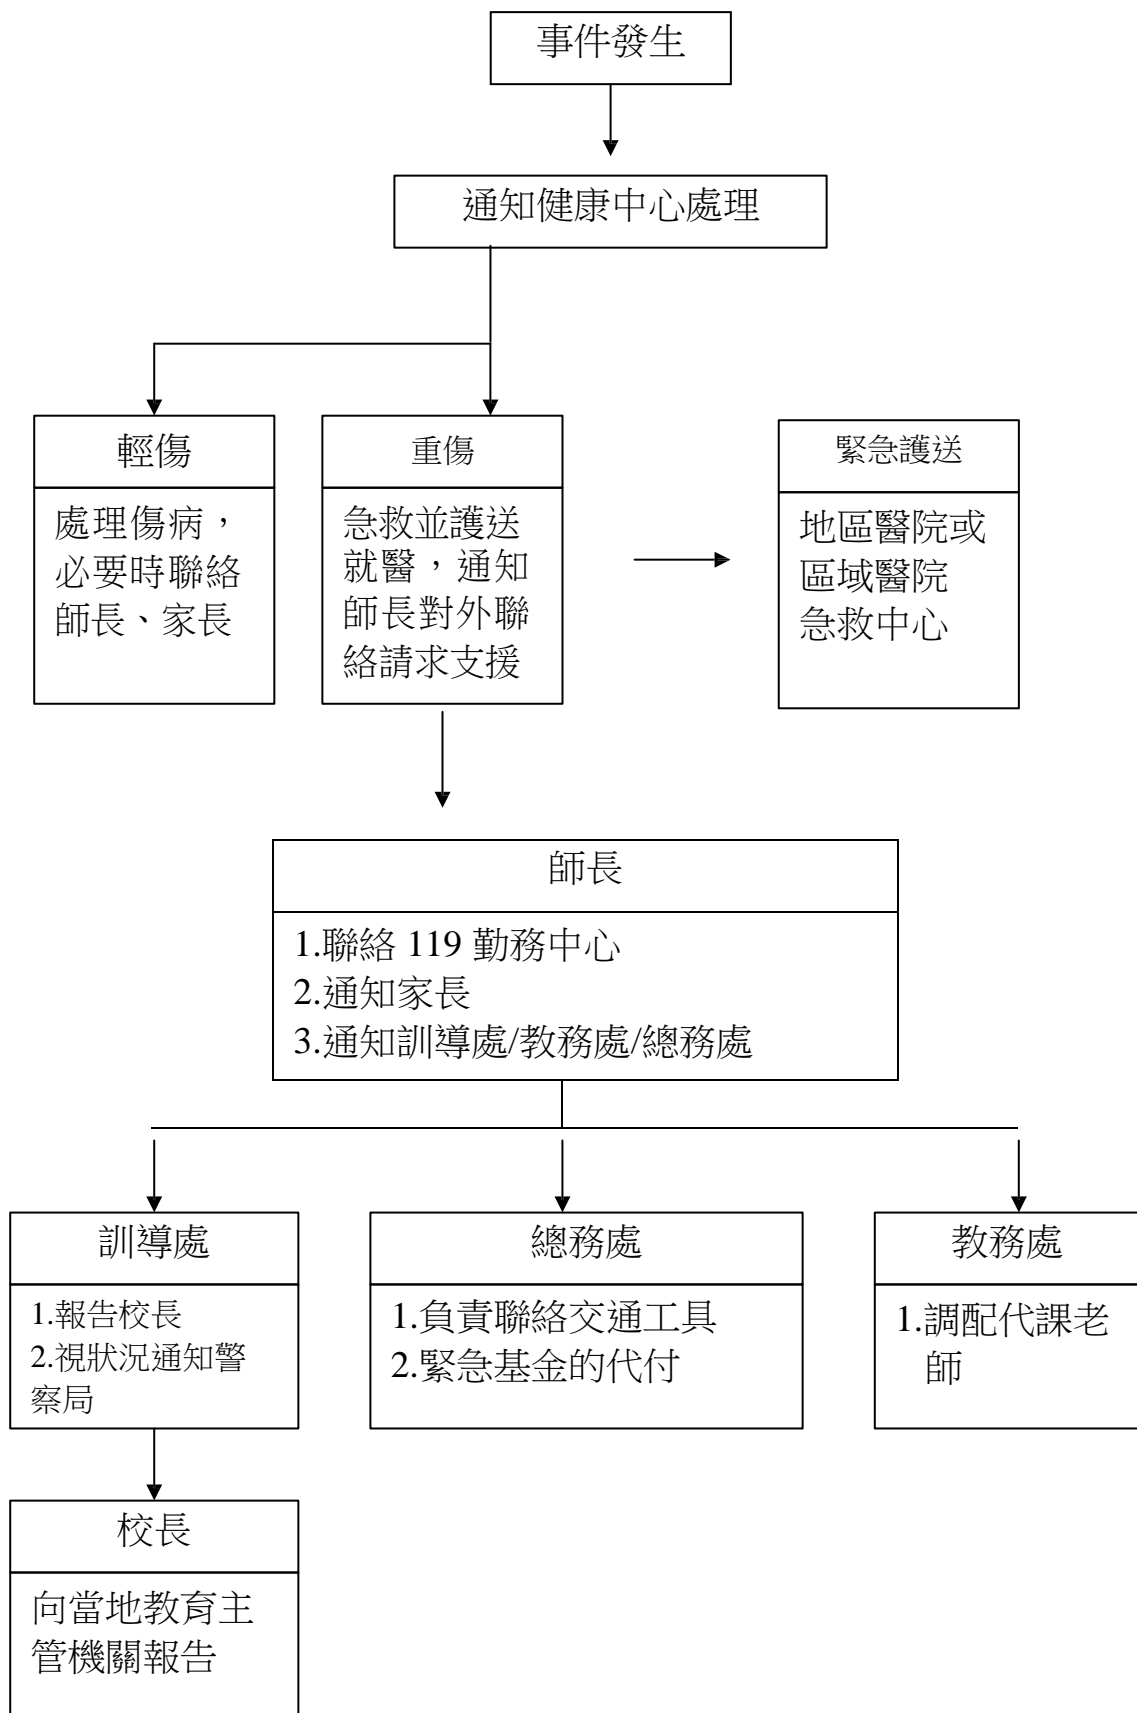 事件發生
通知健康中心處理
輕傷
處理傷病，
必要時聯絡
師長、家長
重傷
急救並護送
就醫，通知
師長對外聯
絡請求支援
緊急護送
地區醫院或
區域醫院
急救中心
師長
1.聯絡 119 勤務中心
2.通知家長
3.通知訓導處/教務處/總務處
訓導處
1.報告校長
2.視狀況通知警
察局
總務處
1.負責聯絡交通工具
2.緊急基金的代付
教務處
1.調配代課老
師
校長
向當地教育主
管機關報告